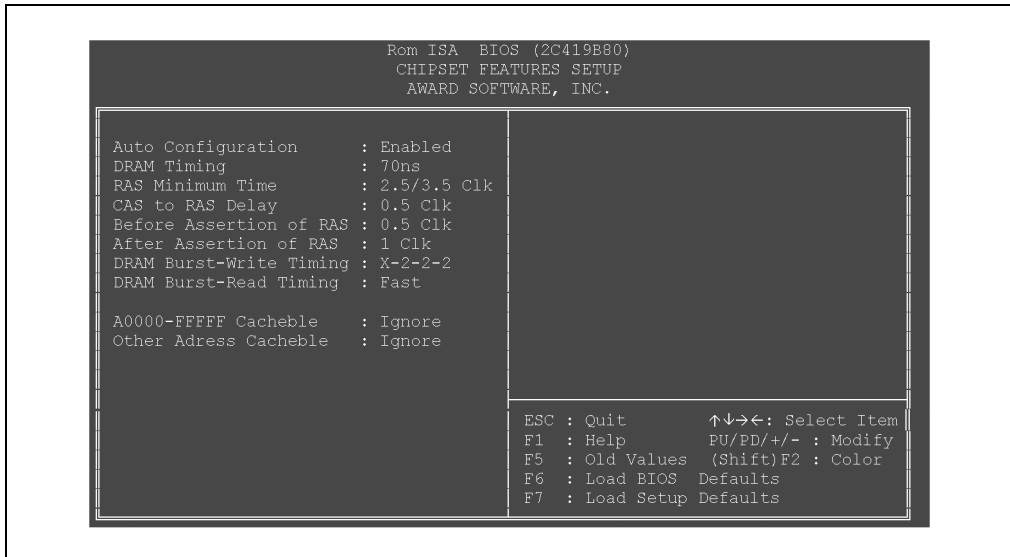 Rom ISA BIOS (2C419B80)
CHIPSET FEATURES SETUP
AWARD SOFTWARE, INC.
Auto Configuration : Enabled
DRAM Timing : 70ns
RAS Minimum Time : 2.5/3.5 Clk
CAS to RAS Delay : 0.5 Clk
Before Assertion of RAS : 0.5 Clk
After Assertion of RAS : 1 Clk
DRAM Burst-Write Timing : X-2-2-2
DRAM Burst-Read Timing : Fast
A0000-FFFFF Cacheble : Ignore
Other Adress Cacheble : Ignore
ESC : Quit ↑↓→←: Select Item
F1 : Help PU/PD/+/- : Modify
F5 : Old Values (Shift)F2 : Color
F6 : Load BIOS Defaults
F7 : Load Setup Defaults